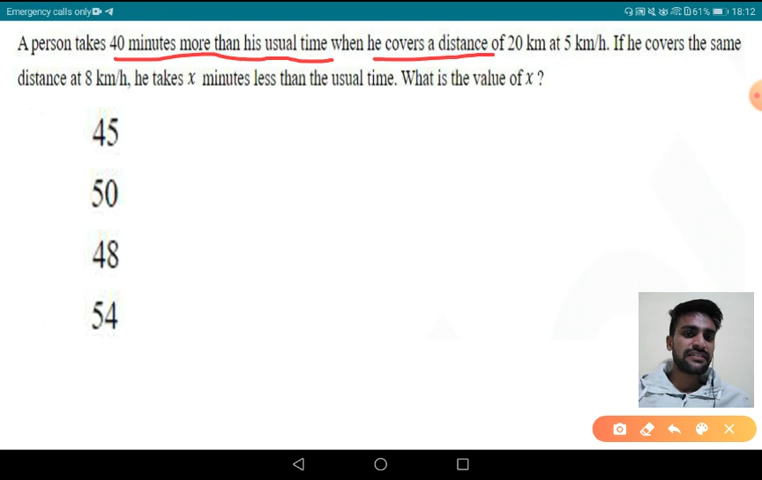 Emergency calls only 61% 18:12
A person takes 40 minutes more than his usual time when he covers a distance of 20 km at 5 km/h. If he covers the same
distance at 8 km/h, he takes x minutes less than the usual time. What is the value of x ?
45
50
48
54